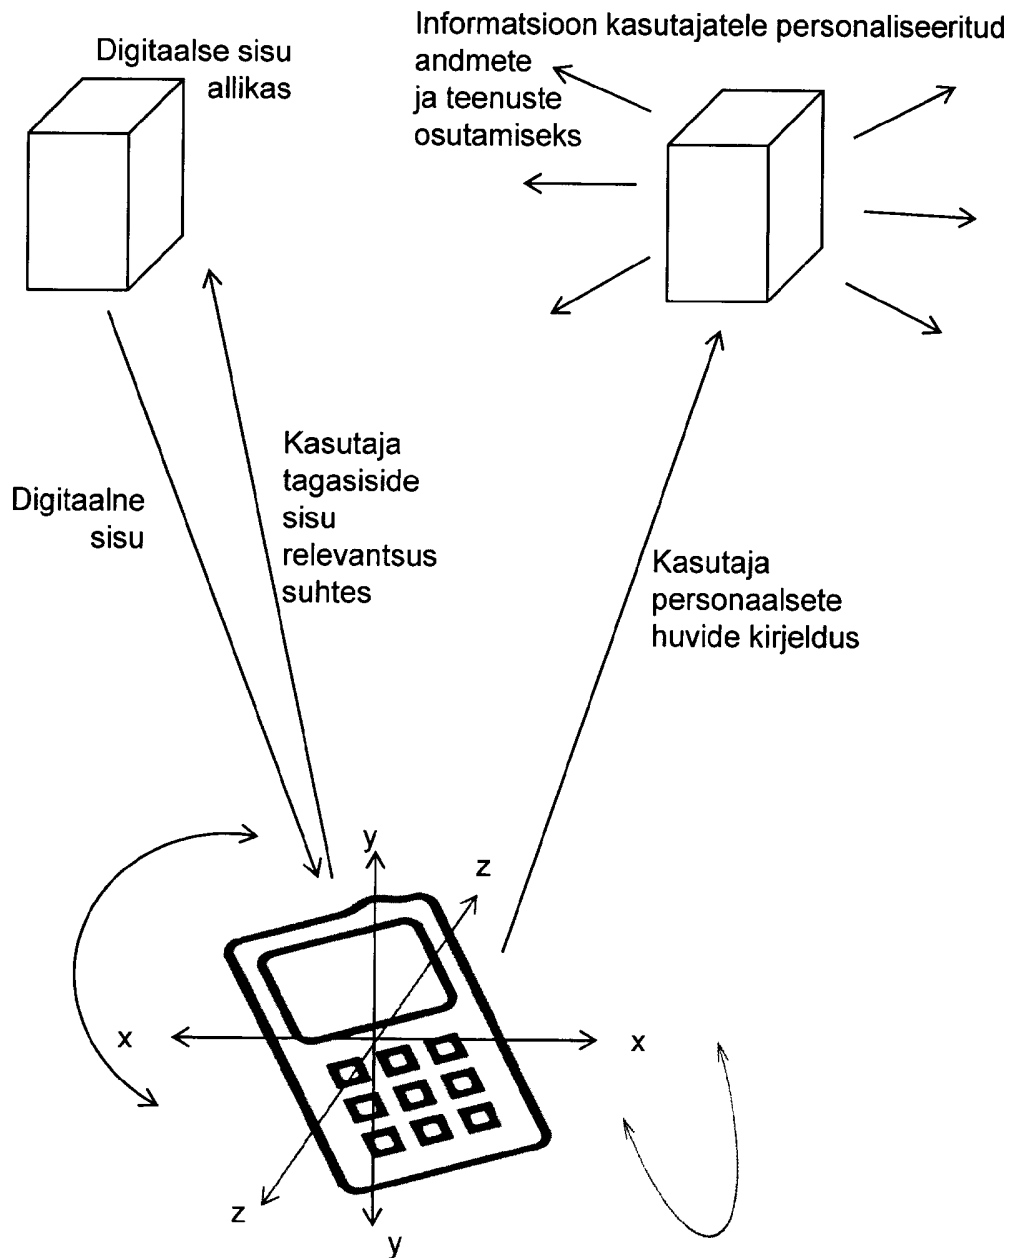 Digitaalse sisu
allikas
Informatsioon kasutajatele personaliseeritud
andmete
ja teenuste
osutamiseks
Digitaalne
sisu
Kasutaja
tagasiside
sisu
relevantsus
suhtes
Kasutaja
personaalsete
huvide kirjeldus
y
z
x
x
z
y